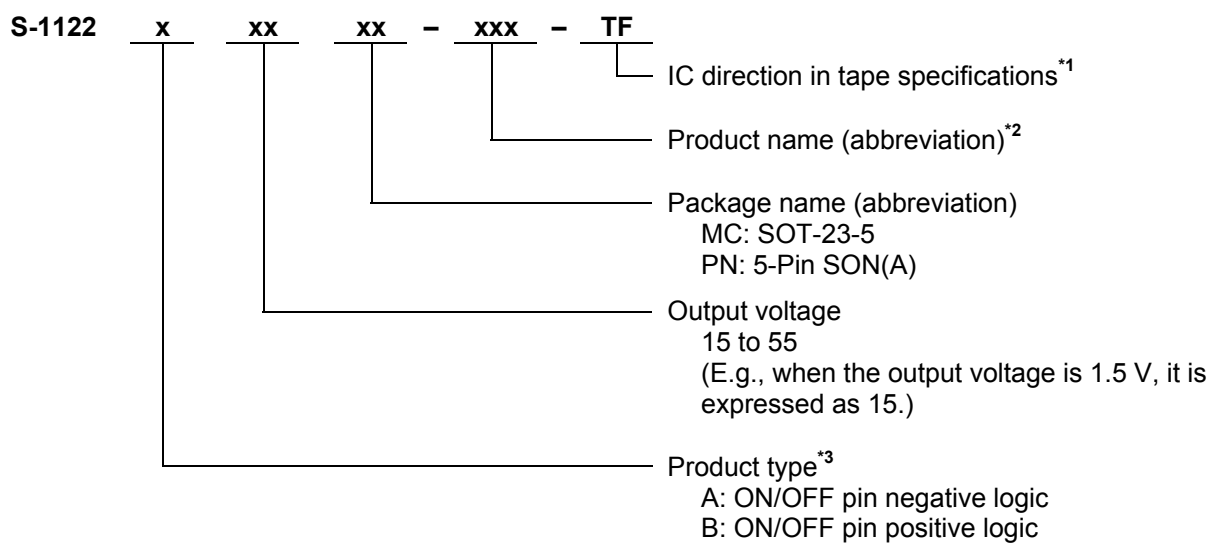 S-1122 x xx xx – xxx – TF
IC direction in tape specifications*1
Product name (abbreviation)*2
Package name (abbreviation)
MC: SOT-23-5
PN: 5-Pin SON(A)
Output voltage
15 to 55
(E.g., when the output voltage is 1.5 V, it is
expressed as 15.)
Product type*3
A: ON/OFF pin negative logic
B: ON/OFF pin positive logic